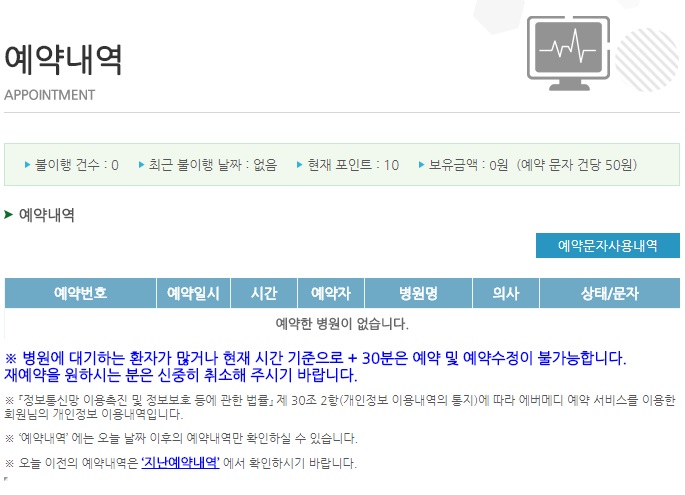 예약내역
APPOINTMENT
불이행 건수 : 0 최근 불이행 날짜 : 없음 현재 포인트 : 10 보유금액 : 0원 (예약 문자 건당 50원)
예약내역
예약문자사용내역
예약번호 예약일시 시간 예약자 병원명 의사 상태/문자
예약한 병원이 없습니다.
※ 병원에 대기하는 환자가 많거나 현재 시간 기준으로 + 30분은 예약 및 예약수정이 불가능합니다.
재예약을 원하시는 분은 신중히 취소해 주시기 바랍니다.
※ 『정보통신망 이용촉진 및 정보보호 등에 관한 법률』 제 30조 2항(개인정보 이용내역의 통지)에 따라 에버메디 예약 서비스를 이용한
회원님의 개인정보 이용내역입니다.
※ '예약내역' 에는 오늘 날짜 이후의 예약내역만 확인하실 수 있습니다.
※ 오늘 이전의 예약내역은 '지난예약내역' 에서 확인하시기 바랍니다.